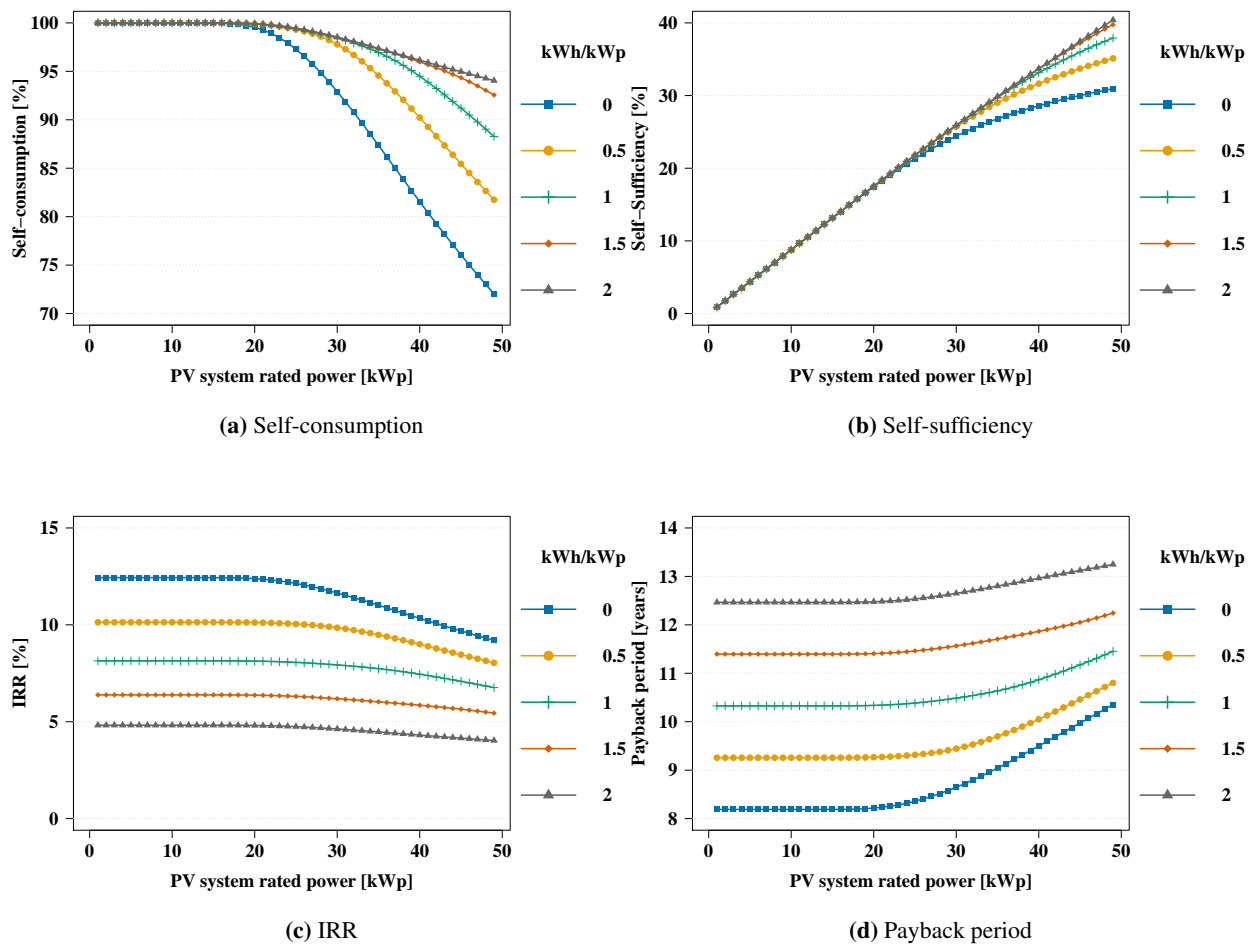 Self−consumption [%]
100
95
90
85
80
75
70
0 10 20 30 40 50
PV system rated power [kWp]
kWh/kWp
0
0.5
1
1.5
2
(a) Self-consumption
Self−Sufficiency [%]
40
30
20
10
0
0 10 20 30 40 50
PV system rated power [kWp]
kWh/kWp
0
0.5
1
1.5
2
(b) Self-sufficiency
IRR [%]
15
10
5
0
0 10 20 30 40 50
PV system rated power [kWp]
kWh/kWp
0
0.5
1
1.5
2
(c) IRR
Payback period [years]
14
13
12
11
10
9
8
0 10 20 30 40 50
PV system rated power [kWp]
kWh/kWp
0
0.5
1
1.5
2
(d) Payback period